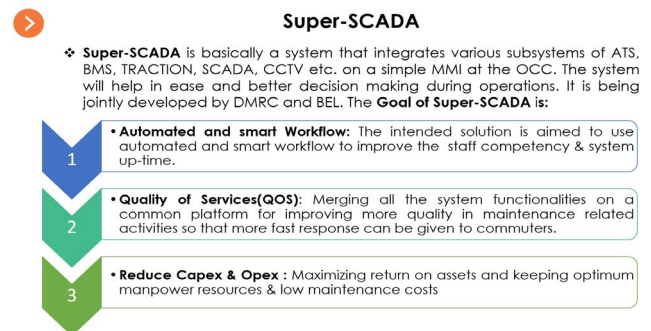 Super-SCADA
❖ Super-SCADA is basically a system that integrates various subsystems of ATS,
BMS, TRACTION, SCADA, CCTV etc. on a simple MMI at the OCC. The system
will help in ease and better decision making during operations. It is being
jointly developed by DMRC and BEL. The Goal of Super-SCADA is:
1
• Automated and smart Workflow: The intended solution is aimed to use
automated and smart workflow to improve the staff competency & system
up-time.
2
• Quality of Services(QOS): Merging all the system functionalities on a
common platform for improving more quality in maintenance related
activities so that more fast response can be given to commuters.
3
• Reduce Capex & Opex : Maximizing return on assets and keeping optimum
manpower resources & low maintenance costs